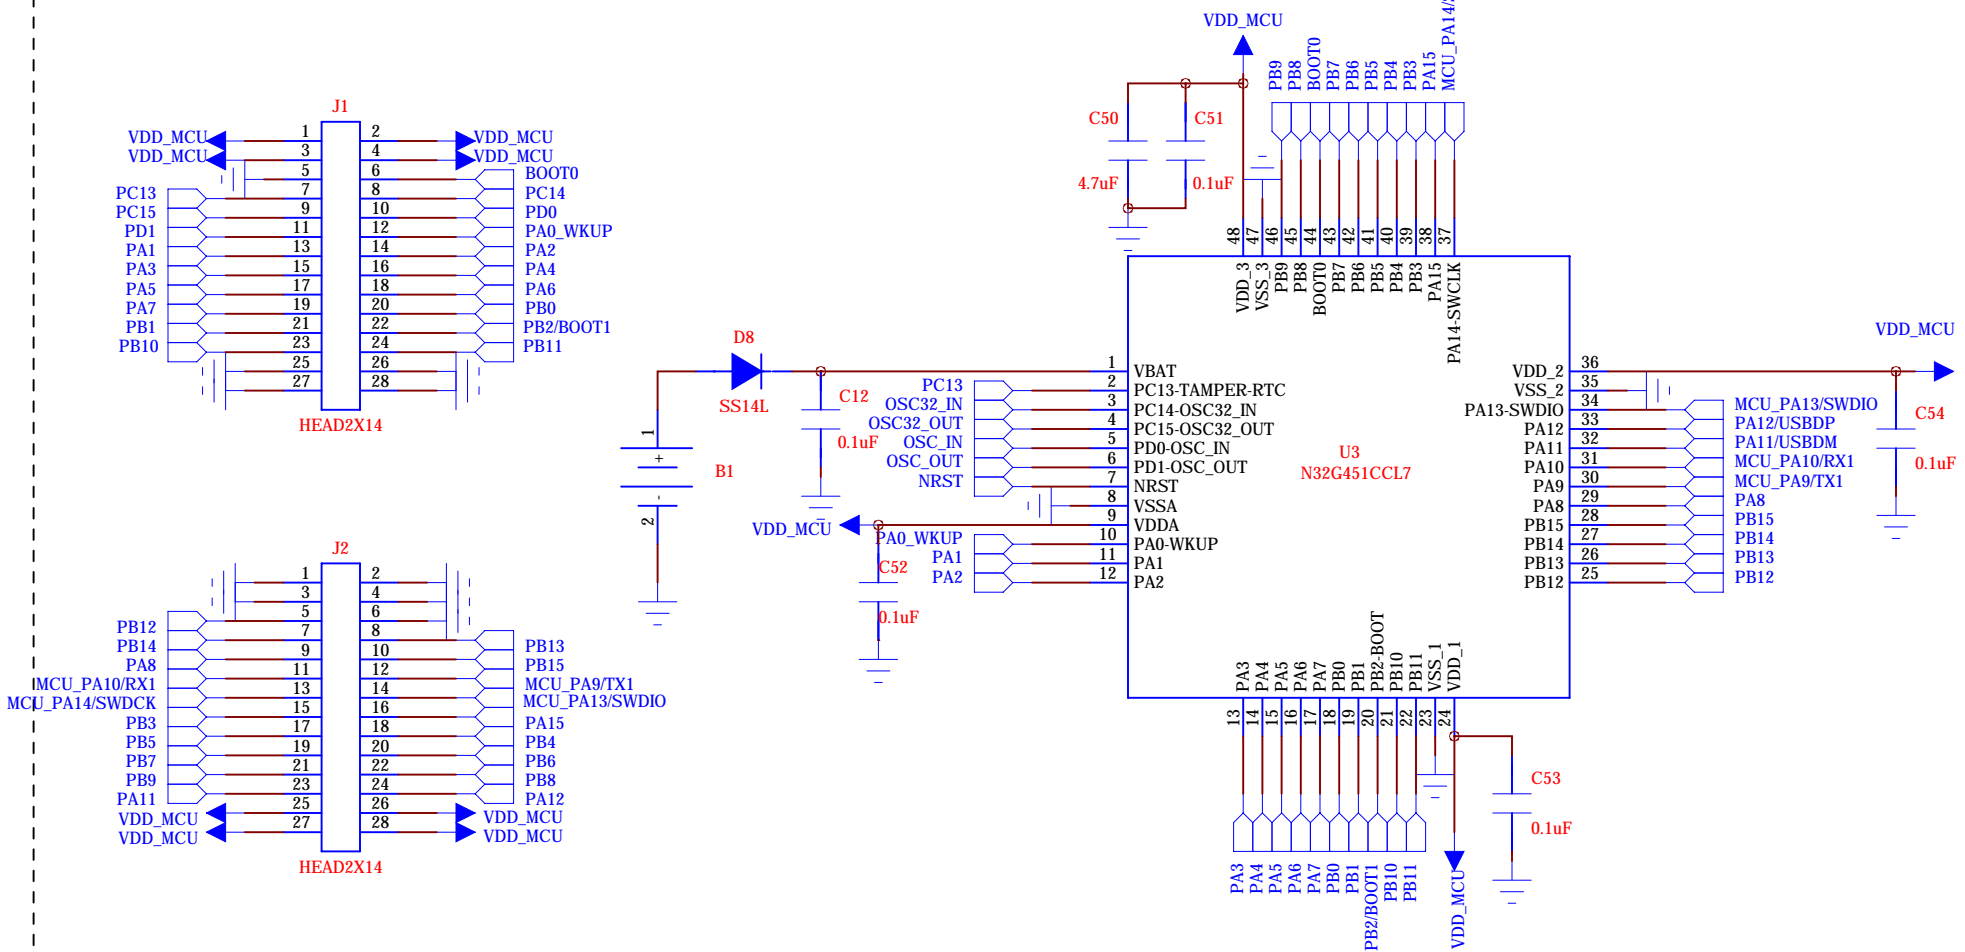 J1
VDD_MCU 1 2 VDD_MCU
VDD_MCU 3 4 VDD_MCU
5 6 BOOT0
PC13 7 8 PC14
PC15 9 10 PD0
PD1 11 12 PA0_WKUP
PA1 13 14 PA2
PA3 15 16 PA4
PA5 17 18 PA6
PA7 19 20 PB0
PB1 21 22 PB2/BOOT1
PB10 23 24 PB11
25 26
27 28
HEAD2X14
J2
1 2
3 4
5 6
PB12 7 8
PB14 9 10 PB13
PA8 11 12 PB15
MCU_PA10/RX1 13 14 MCU_PA9/TX1
MCU_PA14/SWDCK 15 16 MCU_PA13/SWDIO
PB3 17 18 PA15
PB5 19 20 PB4
PB7 21 22 PB6
PB9 23 24 PB8
PA11 25 26 PA12
VDD_MCU 27 28 VDD_MCU
VDD_MCU VDD_MCU
HEAD2X14
D8
SS14L
C12
0.1uF
1
+
-
2
B1
VDD_MCU
C52
0.1uF
VDD_MCU
C50
4.7uF
C51
0.1uF
PB9
PB8
BOOT0
PB7
PB6
PB5
PB4
PB3
PA15
MCU_PA14/
48 VDD_3
47 VSS_3
46 PB9
45 PB8
44 BOOT0
43 PB7
42 PB6
41 PB5
40 PB4
39 PB3
38 PA15
37 PA14-SWCLK
1 VBAT
PC13 2 PC13-TAMPER-RTC
OSC32_IN 3 PC14-OSC32_IN
OSC32_OUT 4 PC15-OSC32_OUT
OSC_IN 5 PD0-OSC_IN
OSC_OUT 6 PD1-OSC_OUT
NRST 7 NRST
8 VSSA
9 VDDA
PA0_WKUP 10 PA0-WKUP
PA1 11 PA1
PA2 12 PA2
U3
N32G451CCL7
VDD_2 36
VSS_2 35
PA13-SWDIO 34 MCU_PA13/SWDIO
PA12 33 PA12/USBDP
PA11 32 PA11/USBDM
PA10 31 MCU_PA10/RX1
PA9 30 MCU_PA9/TX1
PA8 29 PA8
PB15 28 PB15
PB14 27 PB14
PB13 26 PB13
PB12 25 PB12
VDD_MCU
C54
0.1uF
PA3 13 PA3
PA4 14 PA4
PA5 15 PA5
PA6 16 PA6
PA7 17 PA7
PB0 18 PB0
PB1 19 PB1
PB2-BOOT 20 PB2/BOOT1
PB10 21 PB10
PB11 22 PB11
VSS_1 23
VDD_1 24 VDD_MCU
C53
0.1uF